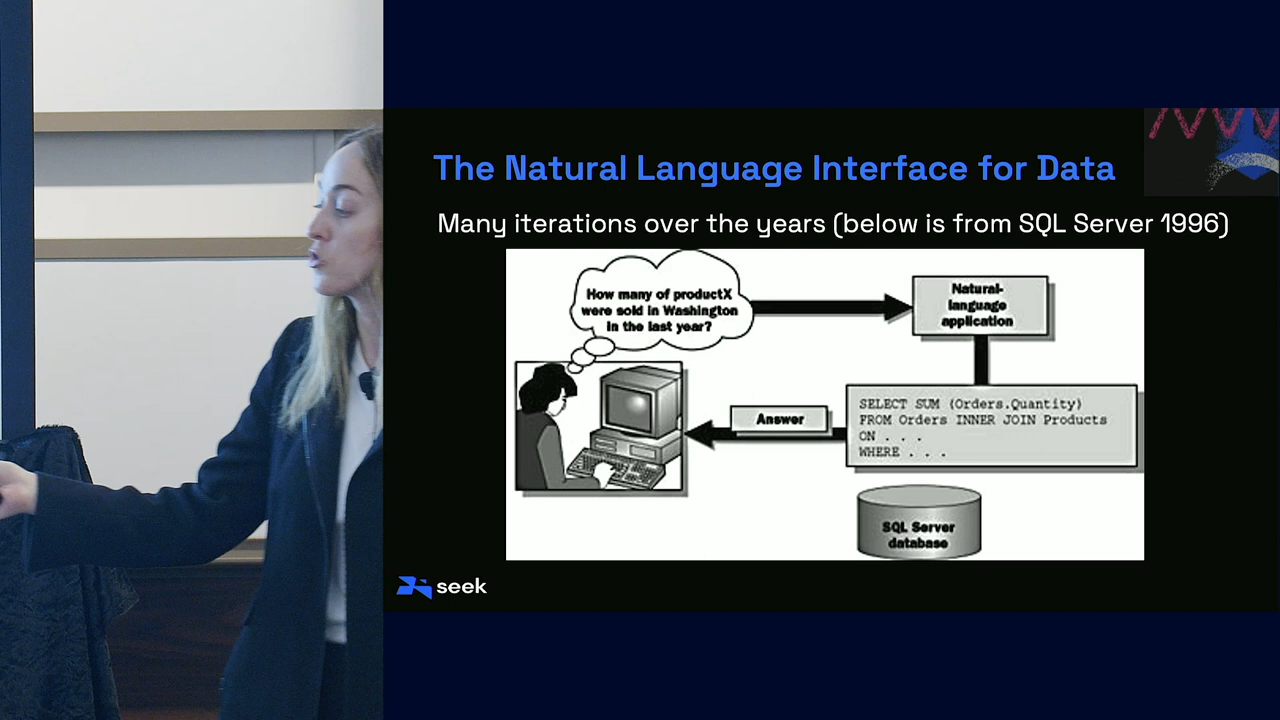 The Natural Language Interface for Data
Many iterations over the years (below is from SQL Server 1996)
How many of productX
were sold in Washington
in the last year?
Natural-
language
application
SELECT SUM (Orders.Quantity)
FROM Orders INNER JOIN Products
ON . . .
WHERE . . .
Answer
SQL Server
database
seek